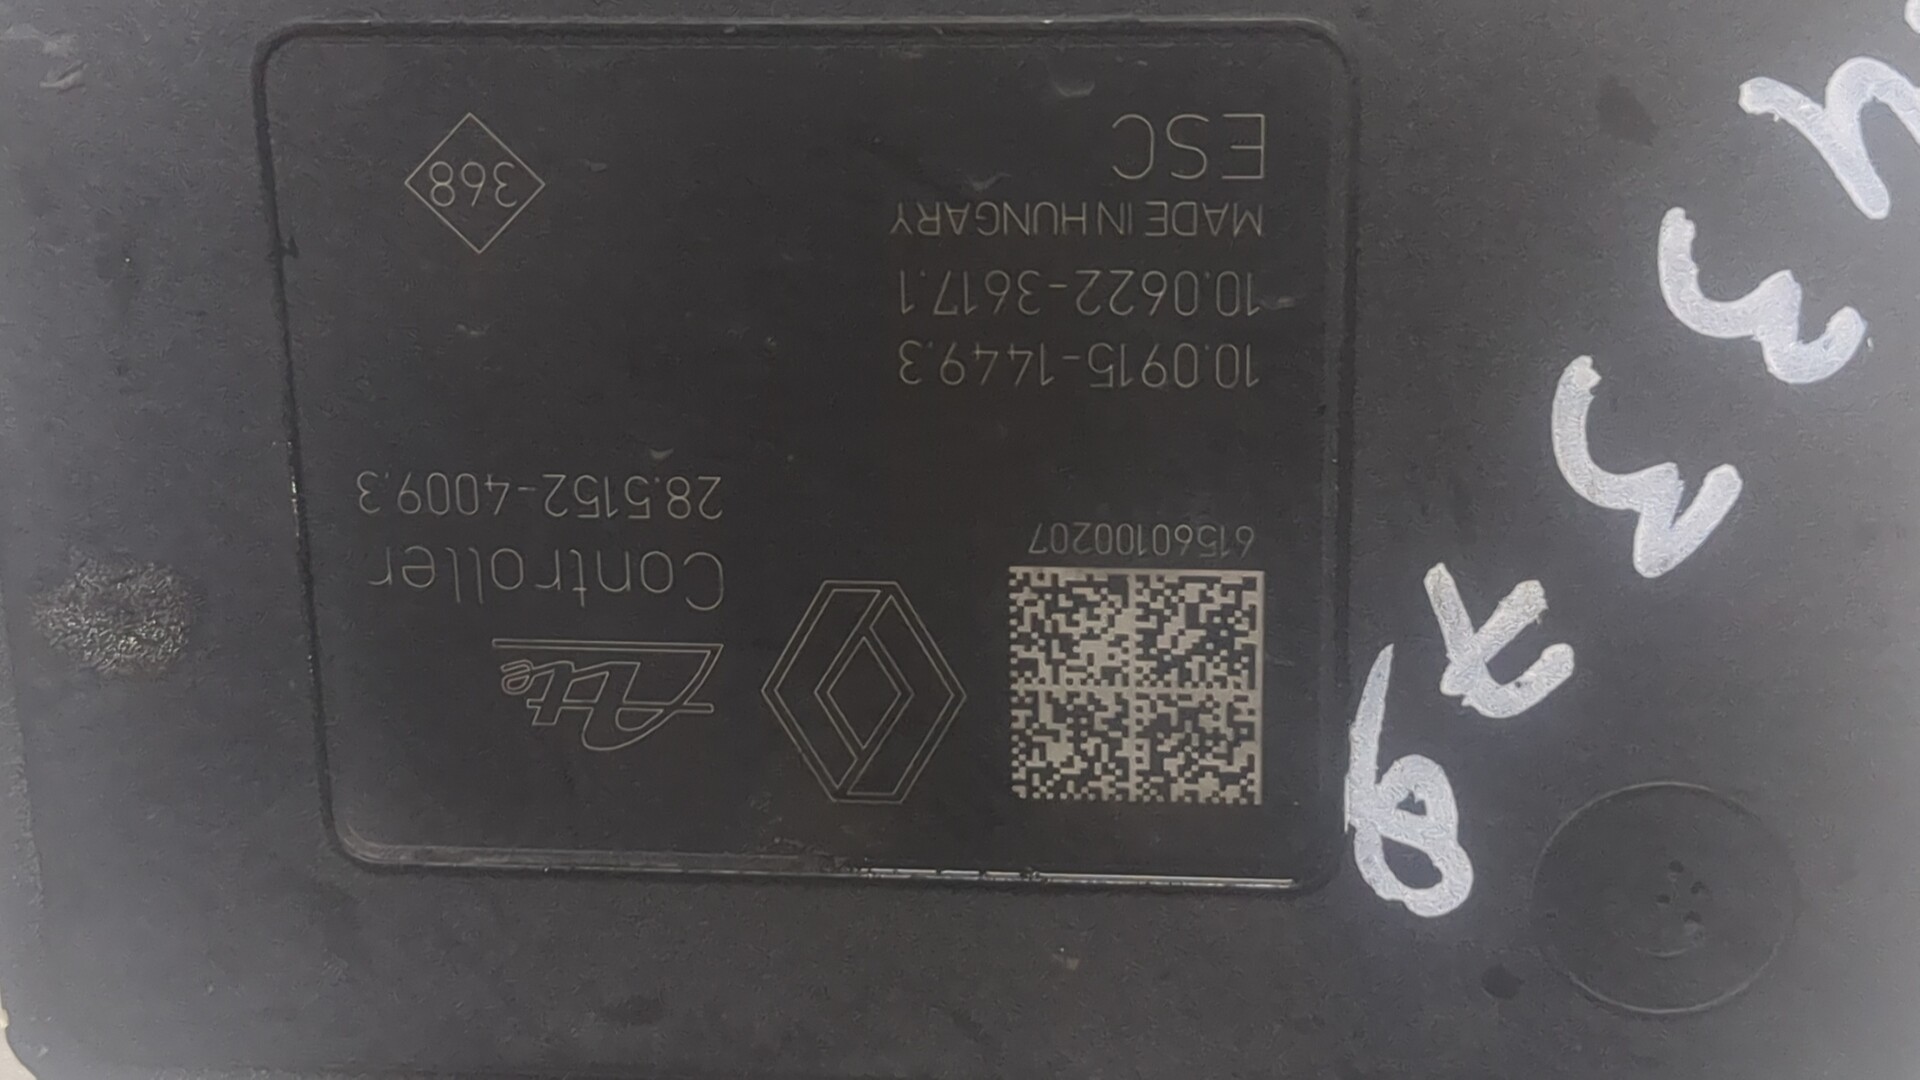 Ate
Controller
61560100207
28.5152-4009.3
10.0915-1449.3
10.0622-3617.1
MADE IN HUNGARY
ESC
368